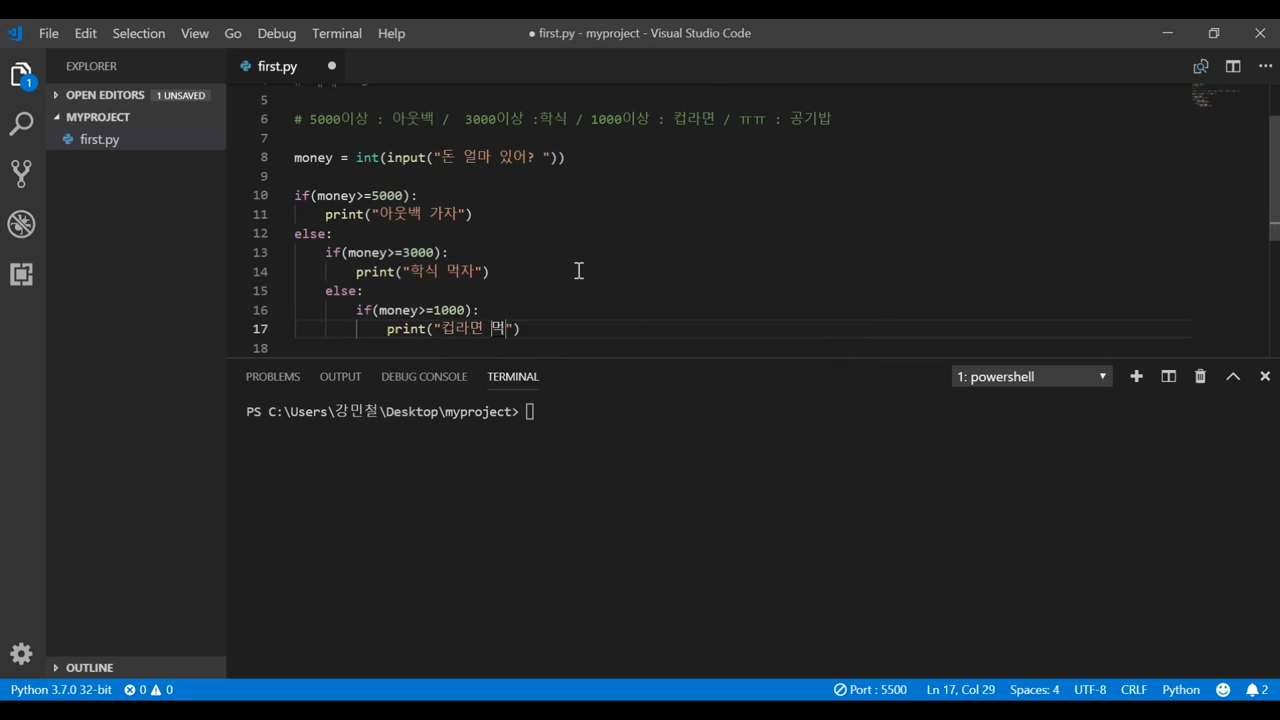 File Edit Selection View Go Debug Terminal Help
● first.py - myproject - Visual Studio Code
EXPLORER
first.py
OPEN EDITORS 1 UNSAVED
MYPROJECT
first.py
1
5
6 # 5000이상 : 아웃백 / 3000이상 :학식 / 1000이상 : 컵라면 / ㅠㅠ : 공기밥
7
8 money = int(input("돈 얼마 있어? "))
9
10 if(money>=5000):
11 print("아웃백 가자")
12 else:
13 if(money>=3000):
14 print("학식 먹자")
15 else:
16 if(money>=1000):
17 print("컵라면 먹")
18
PROBLEMS OUTPUT DEBUG CONSOLE TERMINAL
1: powershell
PS C:\Users\강민철\Desktop\myproject>
OUTLINE
Python 3.7.0 32-bit 0 0 Port : 5500 Ln 17, Col 29 Spaces: 4 UTF-8 CRLF Python 2